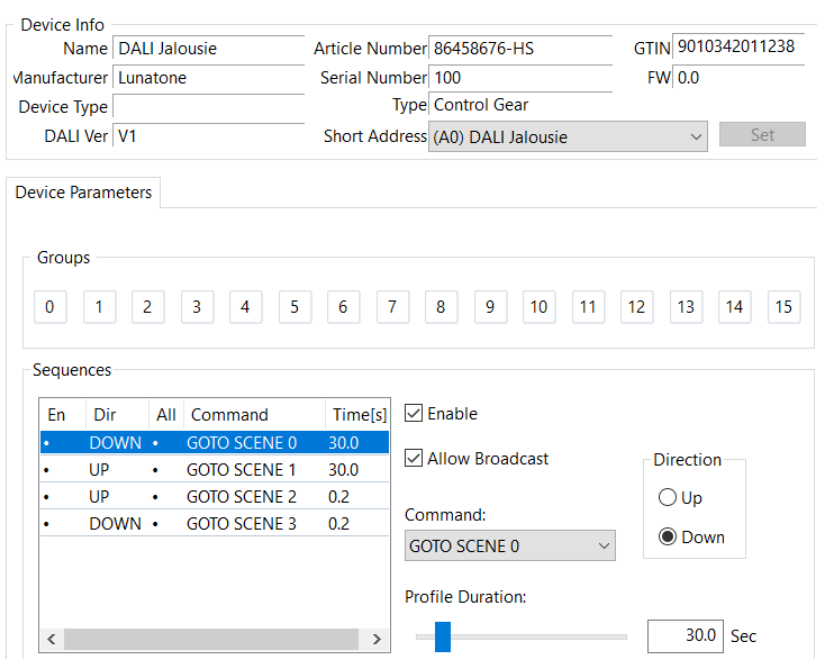 Device Info
Name DALI Jalousie Article Number 86458676-HS GTIN 9010342011238
Manufacturer Lunatone Serial Number 100 FW 0.0
Device Type Type Control Gear
DALI Ver V1 Short Address (A0) DALI Jalousie Set
Device Parameters
Groups
0 1 2 3 4 5 6 7 8 9 10 11 12 13 14 15
Sequences
En Dir All Command Time[s]
• DOWN • GOTO SCENE 0 30.0
• UP • GOTO SCENE 1 30.0
• UP • GOTO SCENE 2 0.2
• DOWN • GOTO SCENE 3 0.2
Enable
Allow Broadcast
Direction
Up
Down
Command:
GOTO SCENE 0
Profile Duration:
30.0 Sec